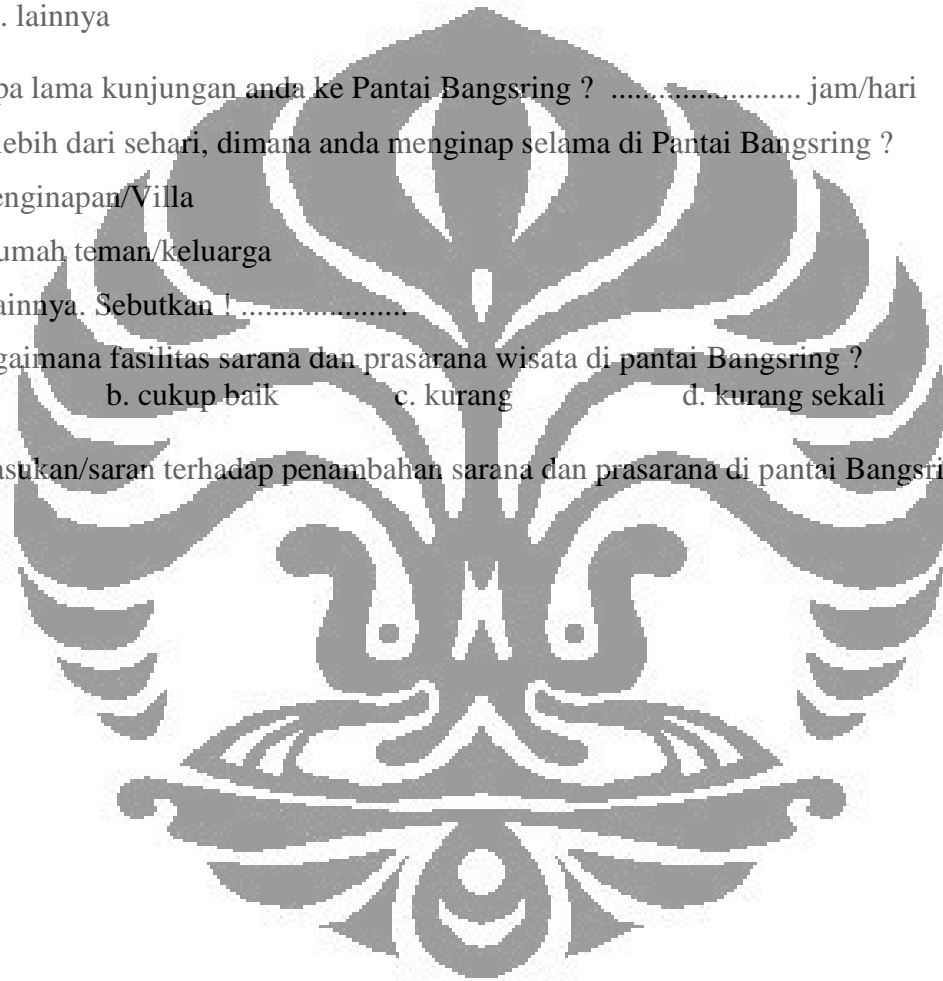 . lainnya
pa lama kunjungan anda ke Pantai Bangsring ? ....................... jam/hari
lebih dari sehari, dimana anda menginap selama di Pantai Bangsring ?
enginapan/Villa
umah teman/keluarga
ainnya. Sebutkan ! .....................
gaimana fasilitas sarana dan prasarana wisata di pantai Bangsring ?
b. cukup baik c. kurang d. kurang sekali
asukan/saran terhadap penambahan sarana dan prasarana di pantai Bangsri